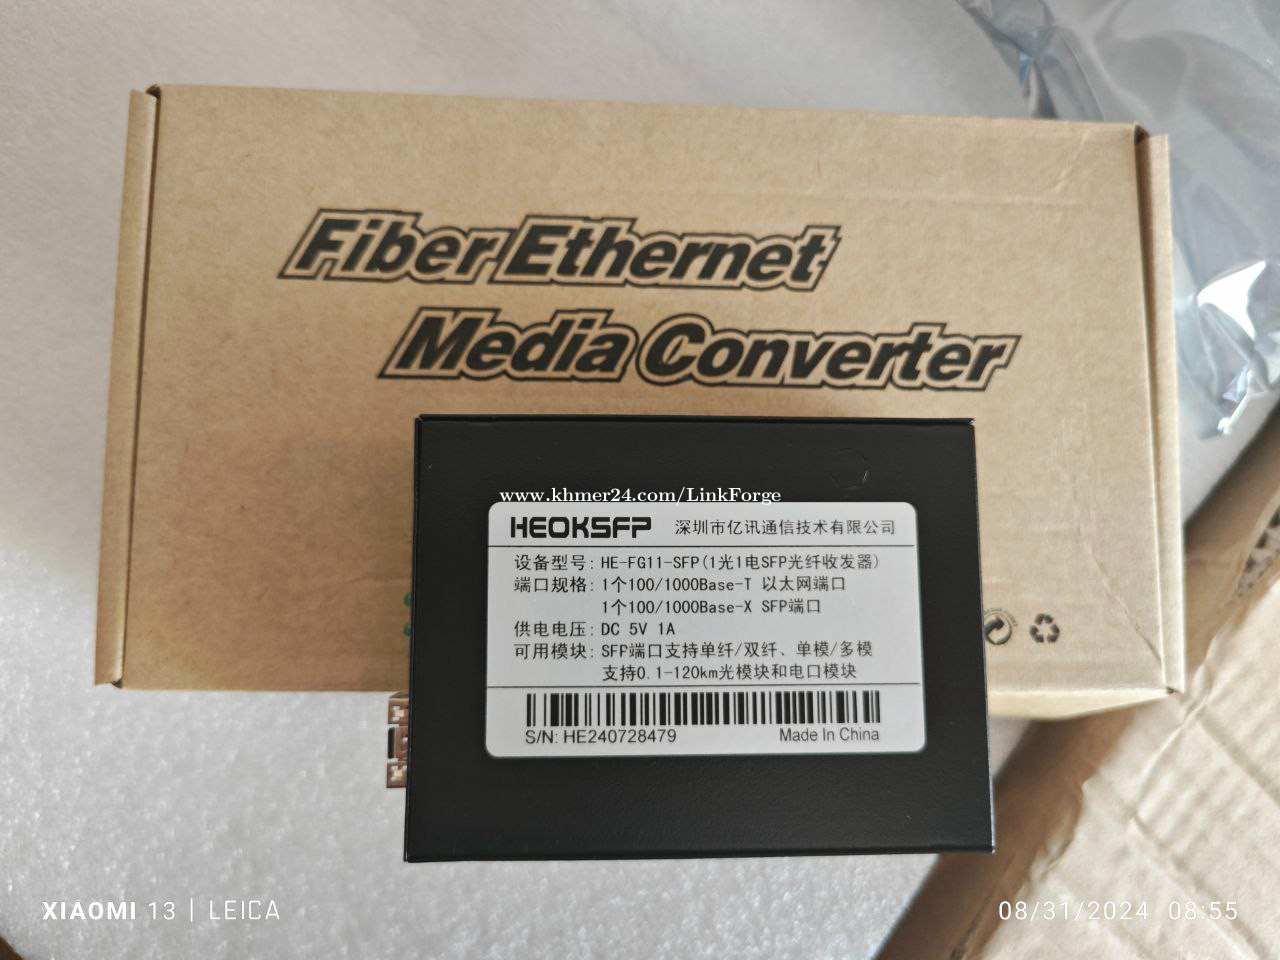 Fiber Ethernet
Media Converter
www.khmer24.com/LinkForge
HEOKSFP 深圳市亿讯通信技术有限公司
设备型号: HE-FG11-SFP(1光1电SFP光纤收发器)
端口规格: 1个100/1000Base-T 以太网端口
1个100/1000Base-X SFP端口
供电电压: DC 5V 1A
可用模块: SFP端口支持单纤/双纤、单模/多模
支持0.1-120km光模块和电口模块
S/N: HE240728479 Made In China
XIAOMI 13 | LEICA
08/31/2024 08:55